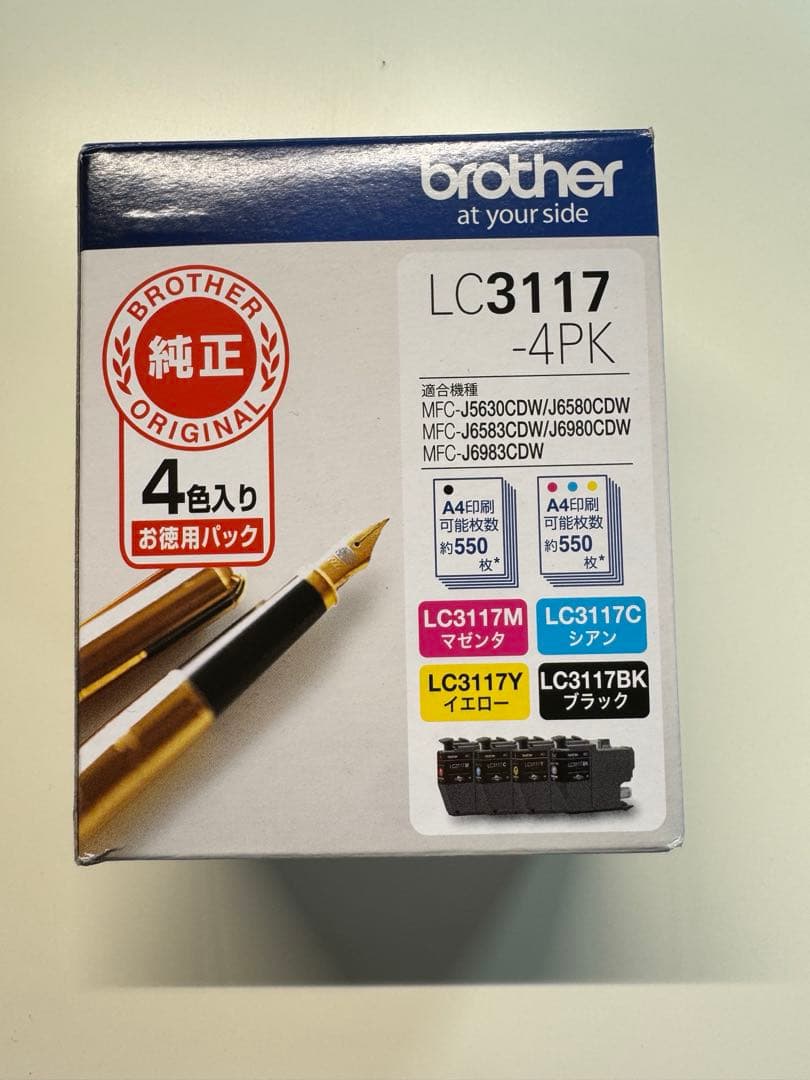 brother
at your side
BROTHER
純正
ORIGINAL
4色入り
お徳用パック
LC3117
-4PK
適合機種
MFC-J5630CDW/J6580CDW
MFC-J6583CDW/J6980CDW
MFC-J6983CDW
A4印刷
可能枚数
約550
枚*
A4印刷
可能枚数
約550
枚*
LC3117M
マゼンタ
LC3117C
シアン
LC3117Y
イエロー
LC3117BK
ブラック
LC3117M
LC3117C
LC3117Y
LC3117BK